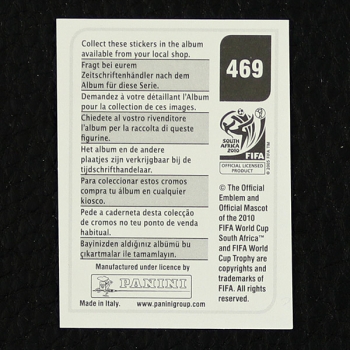 Collect these stickers in the album
available from your local shop.
Fragt bei eurem
Zeitschriftenhändler nach dem
Album für diese Serie.
Demandez à votre détaillant l'Album
pour la collection de ces images.
Chiedete al vostro rivenditore
l'album per la raccolta di queste
figurine.
Het album en de andere
plaatjes zijn verkrijgbaar bij de
tijdschrifthandelaar.
Para coleccionar estos cromos
compra tu álbum en cualquier
kiosco.
Pede a caderneta desta colecção
de cromos no teu ponto de venda
habitual.
Bayinizden aldığınız albümü bu
çıkartmalar ile tamamlayın.
Manufactured under licence by
PANINI
Made in Italy. www.paninigroup.com
469
SOUTH AFRICA
2010
FIFA
OFFICIAL LICENSED
PRODUCT
© The Official
Emblem and
Official Mascot
of the 2010
FIFA World Cup
South Africa™
and FIFA World
Cup Trophy are
copyrights and
trademarks of
FIFA. All rights
reserved.